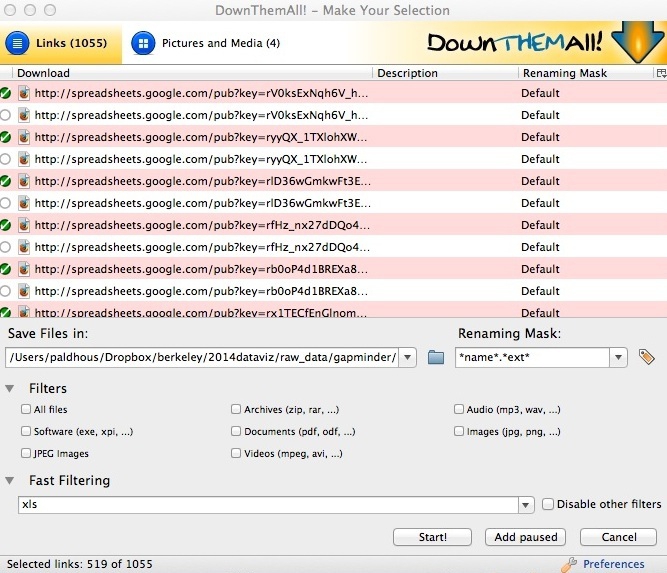 DownThemAll! – Make Your Selection
Links (1055) Pictures and Media (4) DownTHEMAll!
Download Description Renaming Mask
http://spreadsheets.google.com/pub?key=rV0ksExNqh6V_h... Default
http://spreadsheets.google.com/pub?key=rV0ksExNqh6V_h... Default
http://spreadsheets.google.com/pub?key=ryyQX_1TXlohXW... Default
http://spreadsheets.google.com/pub?key=ryyQX_1TXlohXW... Default
http://spreadsheets.google.com/pub?key=rlD36wGmkwFt3E... Default
http://spreadsheets.google.com/pub?key=rlD36wGmkwFt3E... Default
http://spreadsheets.google.com/pub?key=rfHz_nx27dDQo4... Default
http://spreadsheets.google.com/pub?key=rfHz_nx27dDQo4... Default
http://spreadsheets.google.com/pub?key=rb0oP4d1BREXa8... Default
http://spreadsheets.google.com/pub?key=rb0oP4d1BREXa8... Default
http://spreadsheets.google.com/pub?key=rx1TECfEnGlnom... Default
Save Files in: Renaming Mask:
/Users/paldhous/Dropbox/berkeley/2014dataviz/raw_data/gapminder/ *name*.*ext*
Filters
All files Archives (zip, rar, ...) Audio (mp3, wav, ...)
Software (exe, xpi, ...) Documents (pdf, odf, ...) Images (jpg, png, ...)
JPEG Images Videos (mpeg, avi, ...)
Fast Filtering
xls Disable other filters
Start! Add paused Cancel
Selected links: 519 of 1055 Preferences